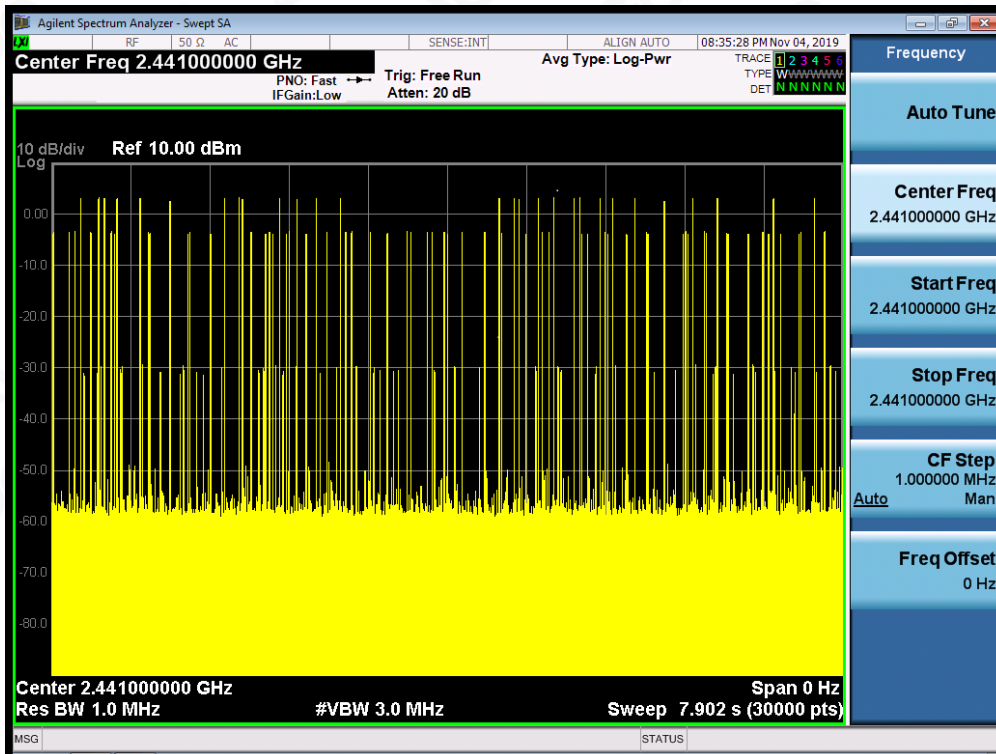 Agilent Spectrum Analyzer - Swept SA
LXI RF 50 Ω AC SENSE:INT ALIGN AUTO 08:35:28 PM Nov 04, 2019
Center Freq 2.441000000 GHz
Avg Type: Log-Pwr
TRACE 1 2 3 4 5 6
PNO: Fast Trig: Free Run
TYPE WWWWWW
IFGain:Low Atten: 20 dB
DET N N N N N N
10 dB/div Ref 10.00 dBm
Log
0.00
-10.0
-20.0
-30.0
-40.0
-50.0
-60.0
-70.0
-80.0
Center 2.441000000 GHz Span 0 Hz
Res BW 1.0 MHz #VBW 3.0 MHz Sweep 7.902 s (30000 pts)
MSG STATUS
Frequency
Auto Tune
Center Freq
2.441000000 GHz
Start Freq
2.441000000 GHz
Stop Freq
2.441000000 GHz
CF Step
1.000000 MHz
Auto Man
Freq Offset
0 Hz